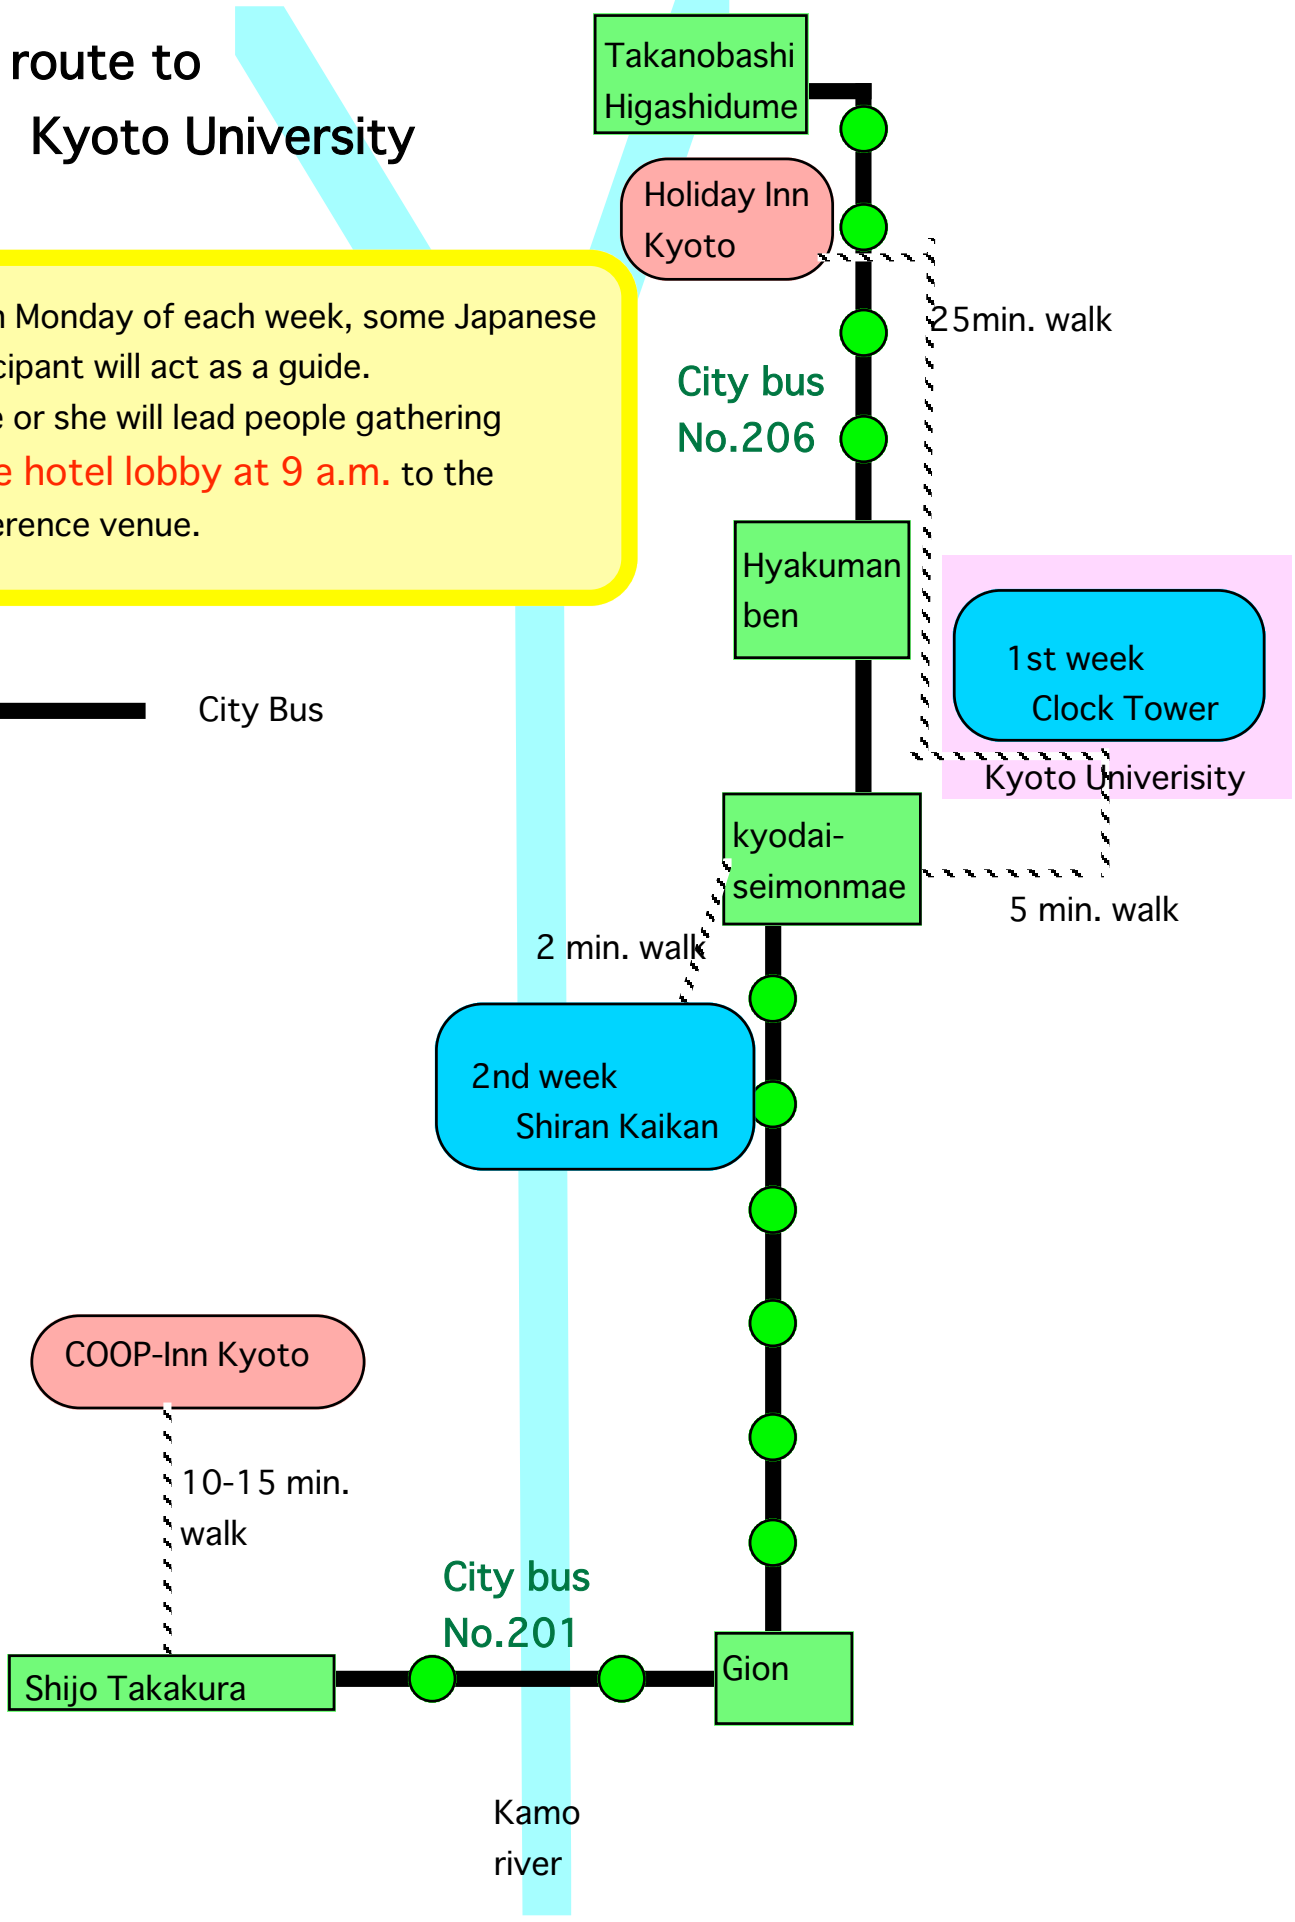 route to
Kyoto University
Takanobashi
Higashidume
Holiday Inn
Kyoto
n Monday of each week, some Japanese
cipant will act as a guide.
e or she will lead people gathering
e hotel lobby at 9 a.m. to the
erence venue.
25min. walk
City bus
No.206
Hyakuman
ben
1st week
Clock Tower
Kyoto Univerisity
City Bus
kyodai-
seimonmae
5 min. walk
2 min. walk
2nd week
Shiran Kaikan
COOP-Inn Kyoto
10-15 min.
walk
City bus
No.201
Shijo Takakura
Gion
Kamo
river